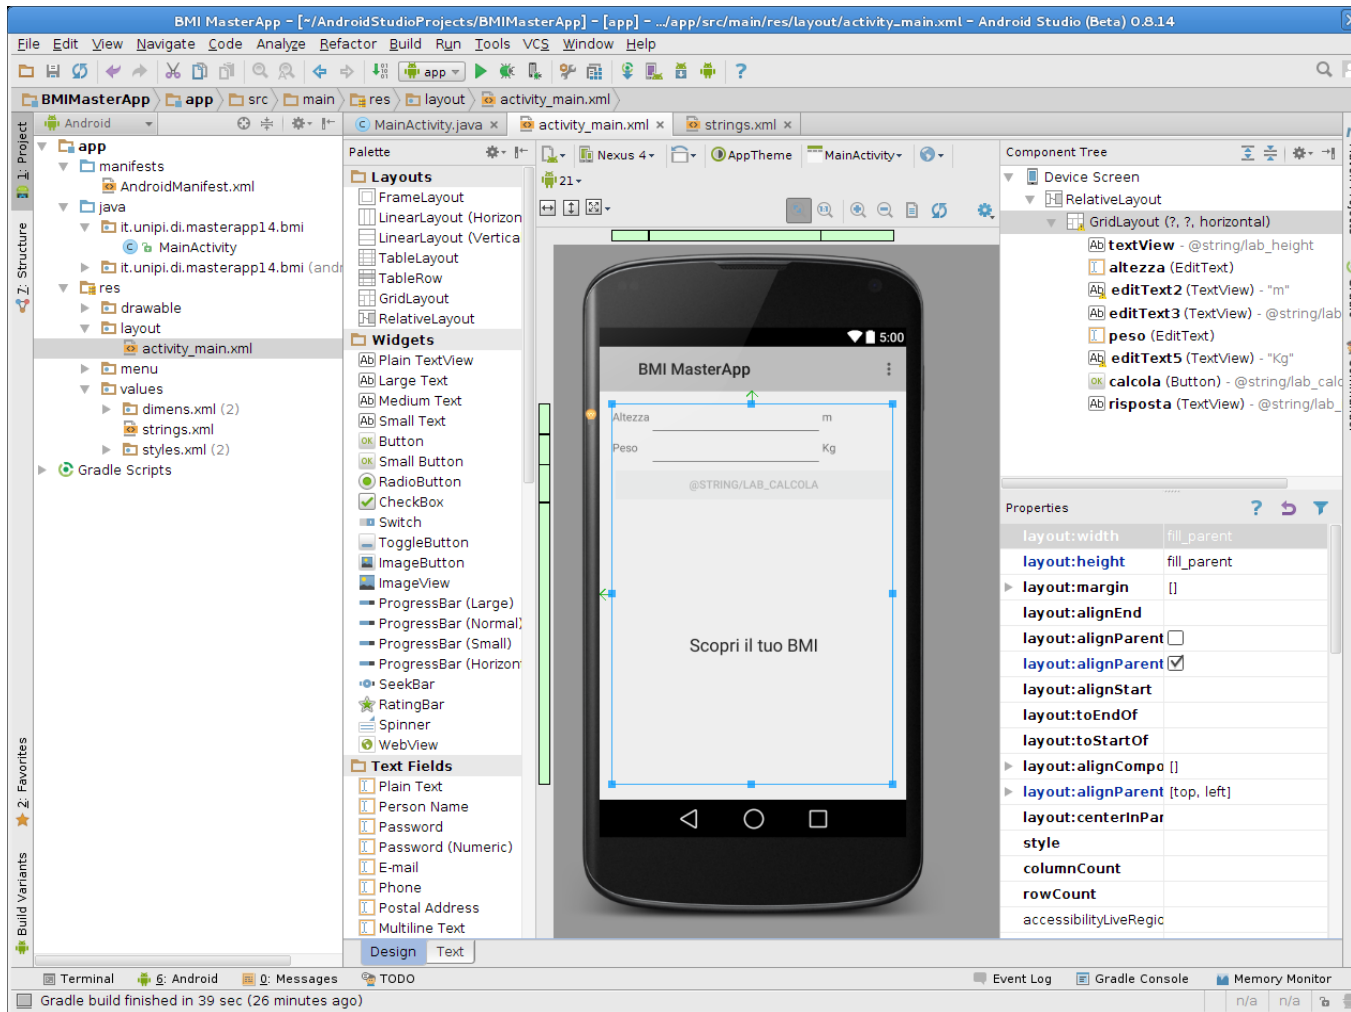 BMI MasterApp – [~/AndroidStudioProjects/BMIMasterApp] – [app] – .../app/src/main/res/layout/activity_main.xml – Android Studio (Beta) 0.8.14
File Edit View Navigate Code Analyze Refactor Build Run Tools VCS Window Help
app
BMIMasterApp app src main res layout activity_main.xml
Android
MainActivity.java
activity_main.xml
strings.xml
1: Project
7: Structure
2: Favorites
Build Variants
app
manifests
AndroidManifest.xml
java
it.unipi.di.masterapp14.bmi
MainActivity
it.unipi.di.masterapp14.bmi (andr
res
drawable
layout
activity_main.xml
menu
values
dimens.xml (2)
strings.xml
styles.xml (2)
Gradle Scripts
Palette
Layouts
FrameLayout
LinearLayout (Horizon
LinearLayout (Vertica
TableLayout
TableRow
GridLayout
RelativeLayout
Widgets
Plain TextView
Large Text
Medium Text
Small Text
Button
Small Button
RadioButton
CheckBox
Switch
ToggleButton
ImageButton
ImageView
ProgressBar (Large)
ProgressBar (Normal)
ProgressBar (Small)
ProgressBar (Horizon
SeekBar
RatingBar
Spinner
WebView
Text Fields
Plain Text
Person Name
Password
Password (Numeric)
E-mail
Phone
Postal Address
Multiline Text
Design Text
Nexus 4 AppTheme MainActivity
21
5:00
BMI MasterApp
Altezza m
Peso Kg
@STRING/LAB_CALCOLA
Scopri il tuo BMI
Component Tree
Device Screen
RelativeLayout
GridLayout (?, ?, horizontal)
textView - @string/lab_height
altezza (EditText)
editText2 (TextView) - "m"
editText3 (TextView) - @string/lab
peso (EditText)
editText5 (TextView) - "Kg"
calcola (Button) - @string/lab_calc
risposta (TextView) - @string/lab_
Properties
layout:width fill_parent
layout:height fill_parent
layout:margin []
layout:alignEnd
layout:alignParent
layout:alignParent
layout:alignStart
layout:toEndOf
layout:toStartOf
layout:alignCompo []
layout:alignParent [top, left]
layout:centerInPar
style
columnCount
rowCount
accessibilityLiveRegio
Terminal 6: Android 0: Messages TODO Event Log Gradle Console Memory Monitor
Gradle build finished in 39 sec (26 minutes ago) n/a n/a